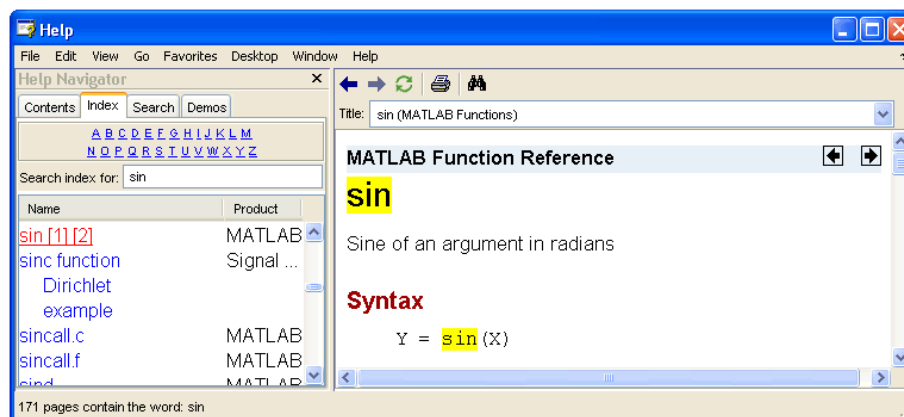 Help
File Edit View Go Favorites Desktop Window Help
Help Navigator
Contents Index Search Demos
A B C D E F G H I J K L M
N O P Q R S T U V W X Y Z
Search index for: sin
Name Product
sin [1] [2] MATLAB
sinc function Signal ...
Dirichlet
example
sincall.c MATLAB
sincall.f MATLAB
sind MATLAB
Title: sin (MATLAB Functions)
MATLAB Function Reference
sin
Sine of an argument in radians
Syntax
Y = sin(X)
171 pages contain the word: sin